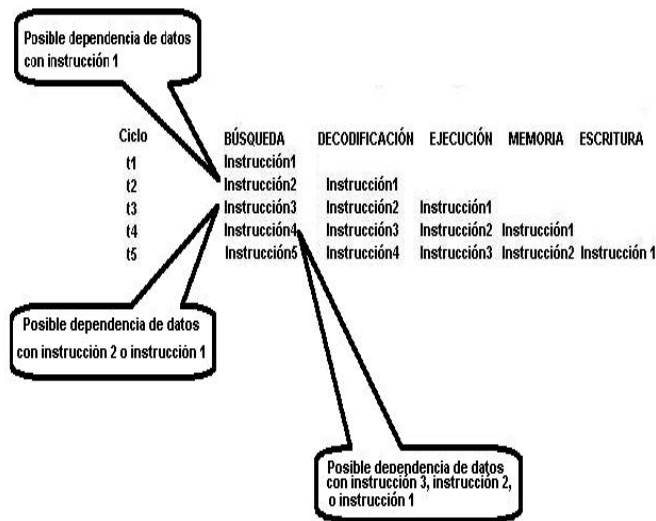 Posible dependencia de datos
con instrucción 1
Ciclo BÚSQUEDA DECODIFICACIÓN EJECUCIÓN MEMORIA ESCRITURA
t1 Instrucción1
t2 Instrucción2 Instrucción1
t3 Instrucción3 Instrucción2 Instrucción1
t4 Instrucción4 Instrucción3 Instrucción2 Instrucción1
t5 Instrucción5 Instrucción4 Instrucción3 Instrucción2 Instrucción 1
Posible dependencia de datos
con instrucción 2 o instrucción 1
Posible dependencia de datos
con instrucción 3, instrucción 2,
o instrucción 1